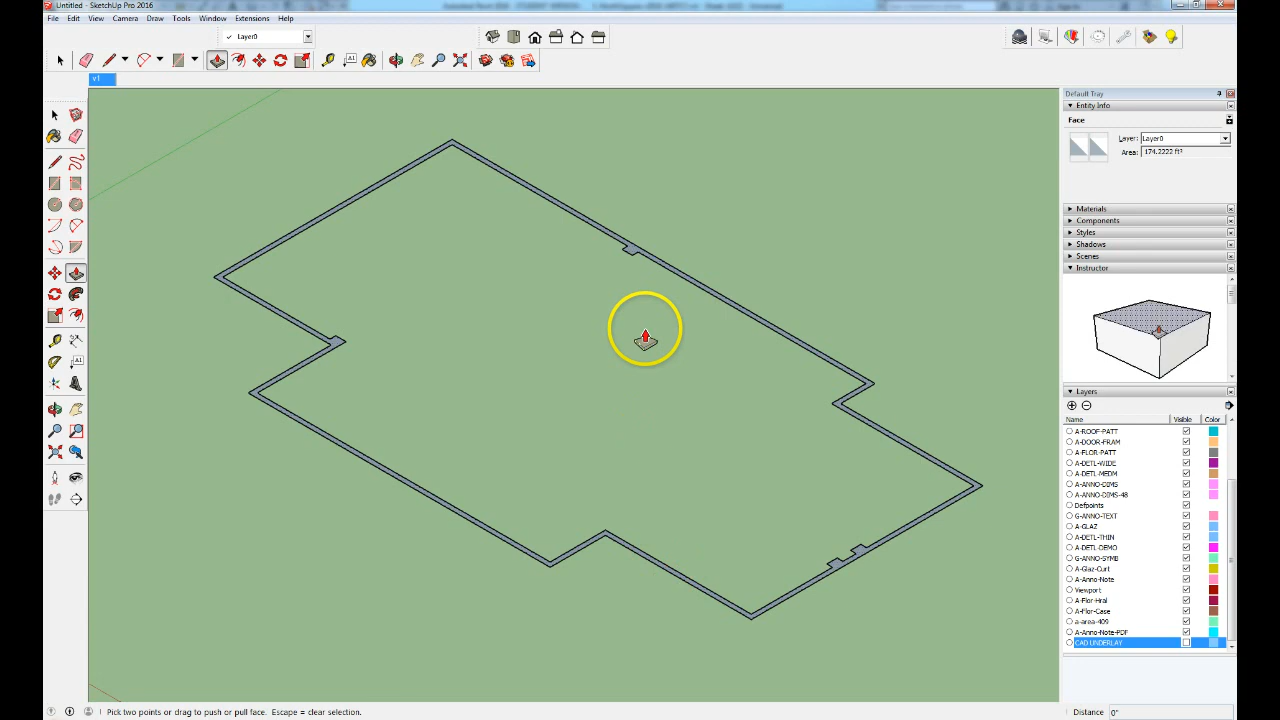 Untitled - SketchUp Pro 2016
File Edit View Camera Draw Tools Window Extensions Help
Layer0
v1
Default Tray
Entity Info
Face
Layer: Layer0
Area: 174.2222 ft²
Materials
Components
Styles
Shadows
Scenes
Instructor
Layers
Name Visible Color
A-ROOF-PATT
A-DOOR-FRAM
A-FLOR-PATT
A-DETL-WIDE
A-DETL-MEDM
A-ANNO-DIMS
A-ANNO-DIMS-48
Defpoints
G-ANNO-TEXT
A-GLAZ
A-DETL-THIN
A-DETL-DEMO
G-ANNO-SYMB
A-Glaz-Curt
A-Anno-Note
Viewport
A-Flor-Hral
A-Flor-Case
a-area-409
A-Anno-Note-PDF
CAD UNDERLAY
Pick two points or drag to push or pull face. Escape = clear selection.
Distance 0"